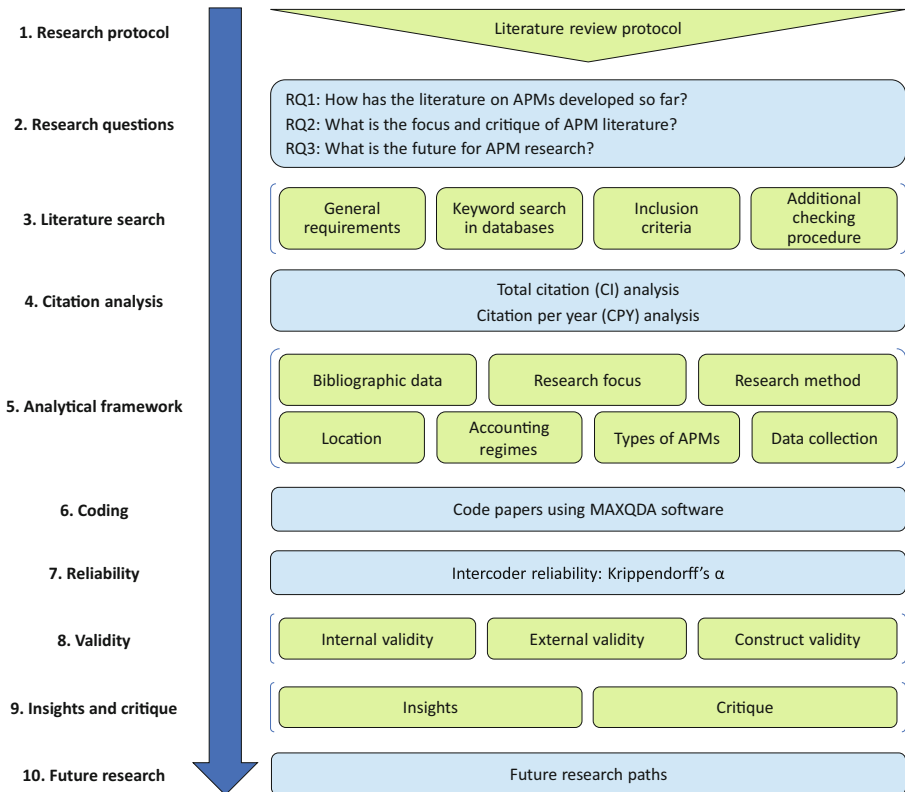 1. Research protocol
Literature review protocol
2. Research questions
RQ1: How has the literature on APMs developed so far?
RQ2: What is the focus and critique of APM literature?
RQ3: What is the future for APM research?
3. Literature search
General
requirements
Keyword search
in databases
Inclusion
criteria
Additional
checking
procedure
4. Citation analysis
Total citation (CI) analysis
Citation per year (CPY) analysis
5. Analytical framework
Bibliographic data
Research focus
Research method
Location
Accounting
regimes
Types of APMs
Data collection
6. Coding
Code papers using MAXQDA software
7. Reliability
Intercoder reliability: Krippendorff's α
8. Validity
Internal validity
External validity
Construct validity
9. Insights and critique
Insights
Critique
10. Future research
Future research paths